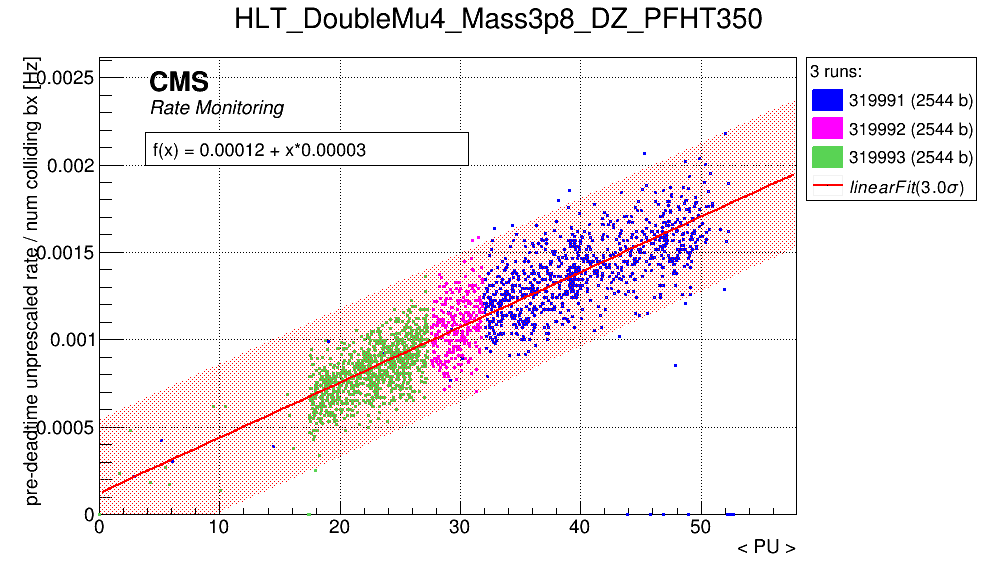 HLT_DoubleMu4_Mass3p8_DZ_PFHT350
pre-deadtime unprescaled rate / num colliding bx [Hz]
0.0025
0.002
0.0015
0.001
0.0005
0
CMS
Rate Monitoring
f(x) = 0.00012 + x*0.00003
3 runs:
319991 (2544 b)
319992 (2544 b)
319993 (2544 b)
linearFit(3.0σ)
0 10 20 30 40 50
< PU >